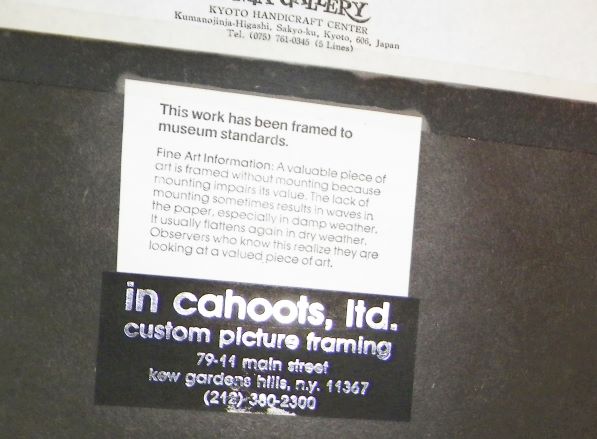 GALLERY
KYOTO HANDICRAFT CENTER
Kumanojinja-Higashi, Sakyo-ku, Kyoto, 606, Japan
Tel. (075) 761-0345 (5 Lines)
This work has been framed to
museum standards.
Fine Art Information: A valuable piece of
art is framed without mounting because
mounting impairs its value. The lack of
mounting sometimes results in waves in
the paper, especially in damp weather.
It usually flattens again in dry weather.
Observers who know this realize they are
looking at a valued piece of art.
in cahoots, ltd.
custom picture framing
79-11 main street
kew gardens hills, n.y. 11367
(212) 380-2300